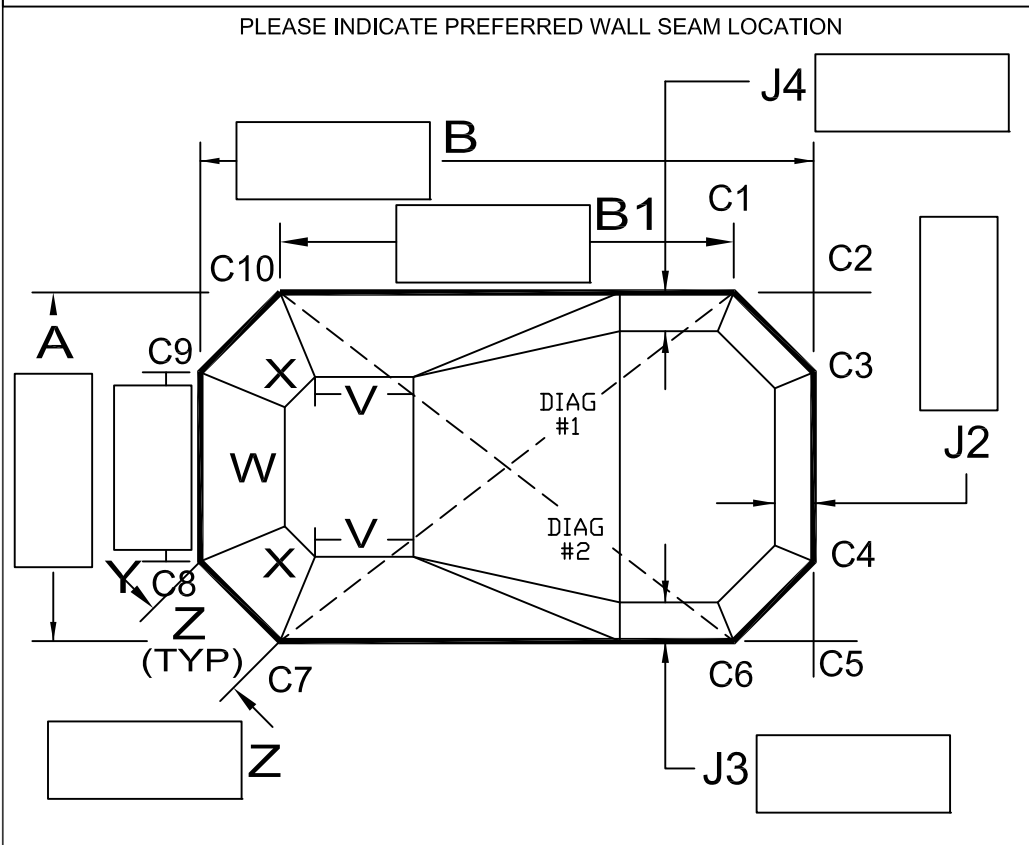 PLEASE INDICATE PREFERRED WALL SEAM LOCATION
J4
B
C1
B1
C2
C10
A
C9
X
V
C3
DIAG
#1
W
J2
V
DIAG
#2
X
C4
Y
C8
Z
(TYP)
C7
C6
C5
Z
J3